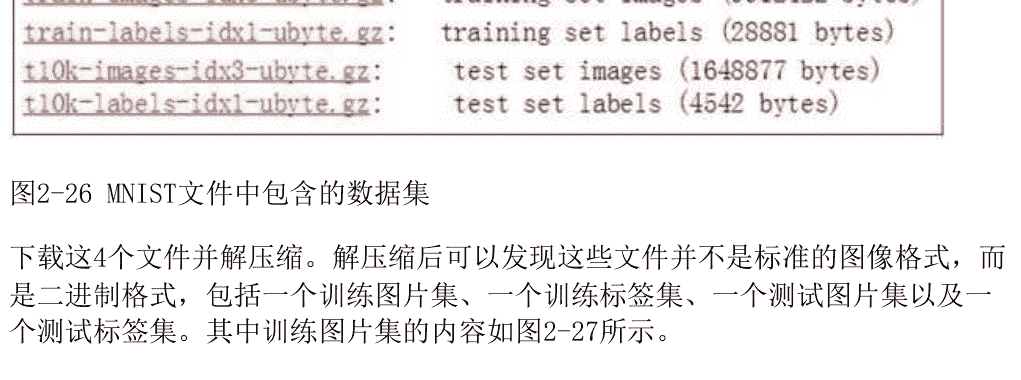 train-labels-idx1-ubyte.gz: training set labels (28881 bytes)
t10k-images-idx3-ubyte.gz: test set images (1648877 bytes)
t10k-labels-idx1-ubyte.gz: test set labels (4542 bytes)
图2-26 MNIST文件中包含的数据集
下载这4个文件并解压缩。解压缩后可以发现这些文件并不是标准的图像格式，而
是二进制格式，包括一个训练图片集、一个训练标签集、一个测试图片集以及一
个测试标签集。其中训练图片集的内容如图2-27所示。